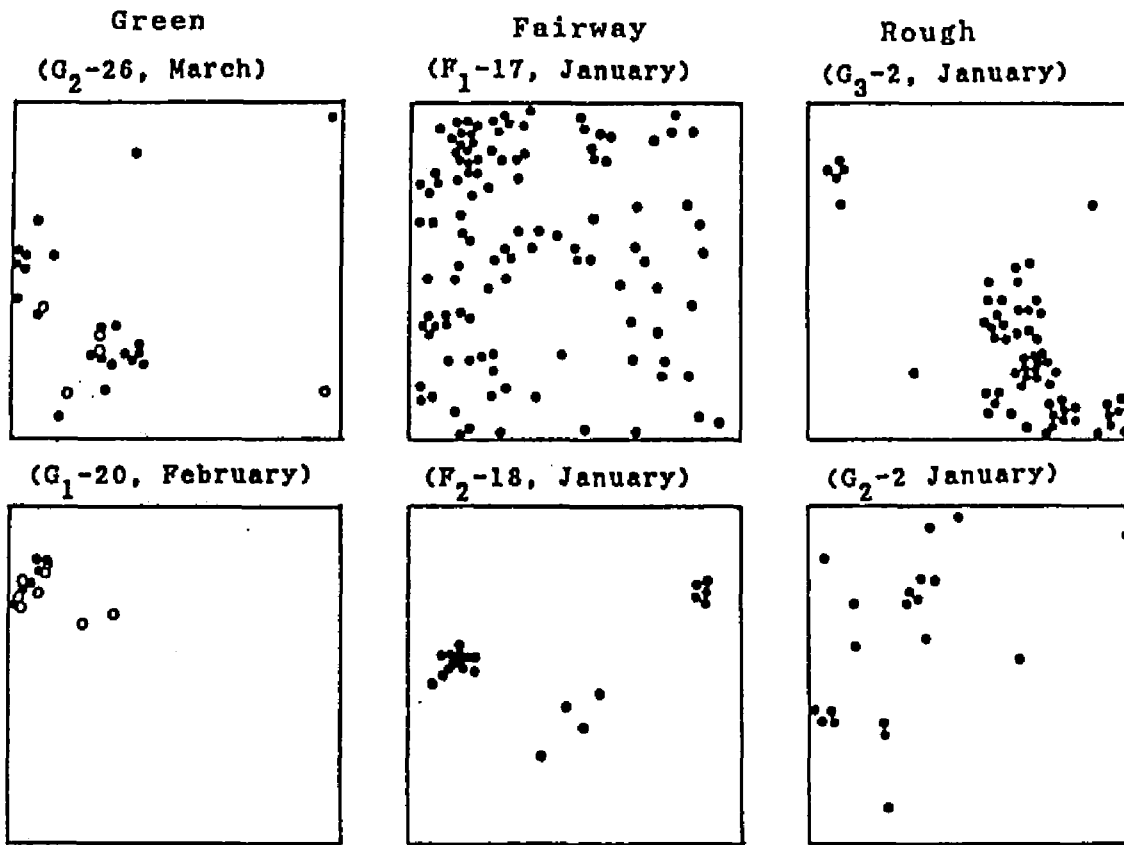 Green Fairway Rough
(G₂-26, March) (F₁-17, January) (G₃-2, January)
(G₁-20, February) (F₂-18, January) (G₂-2 January)